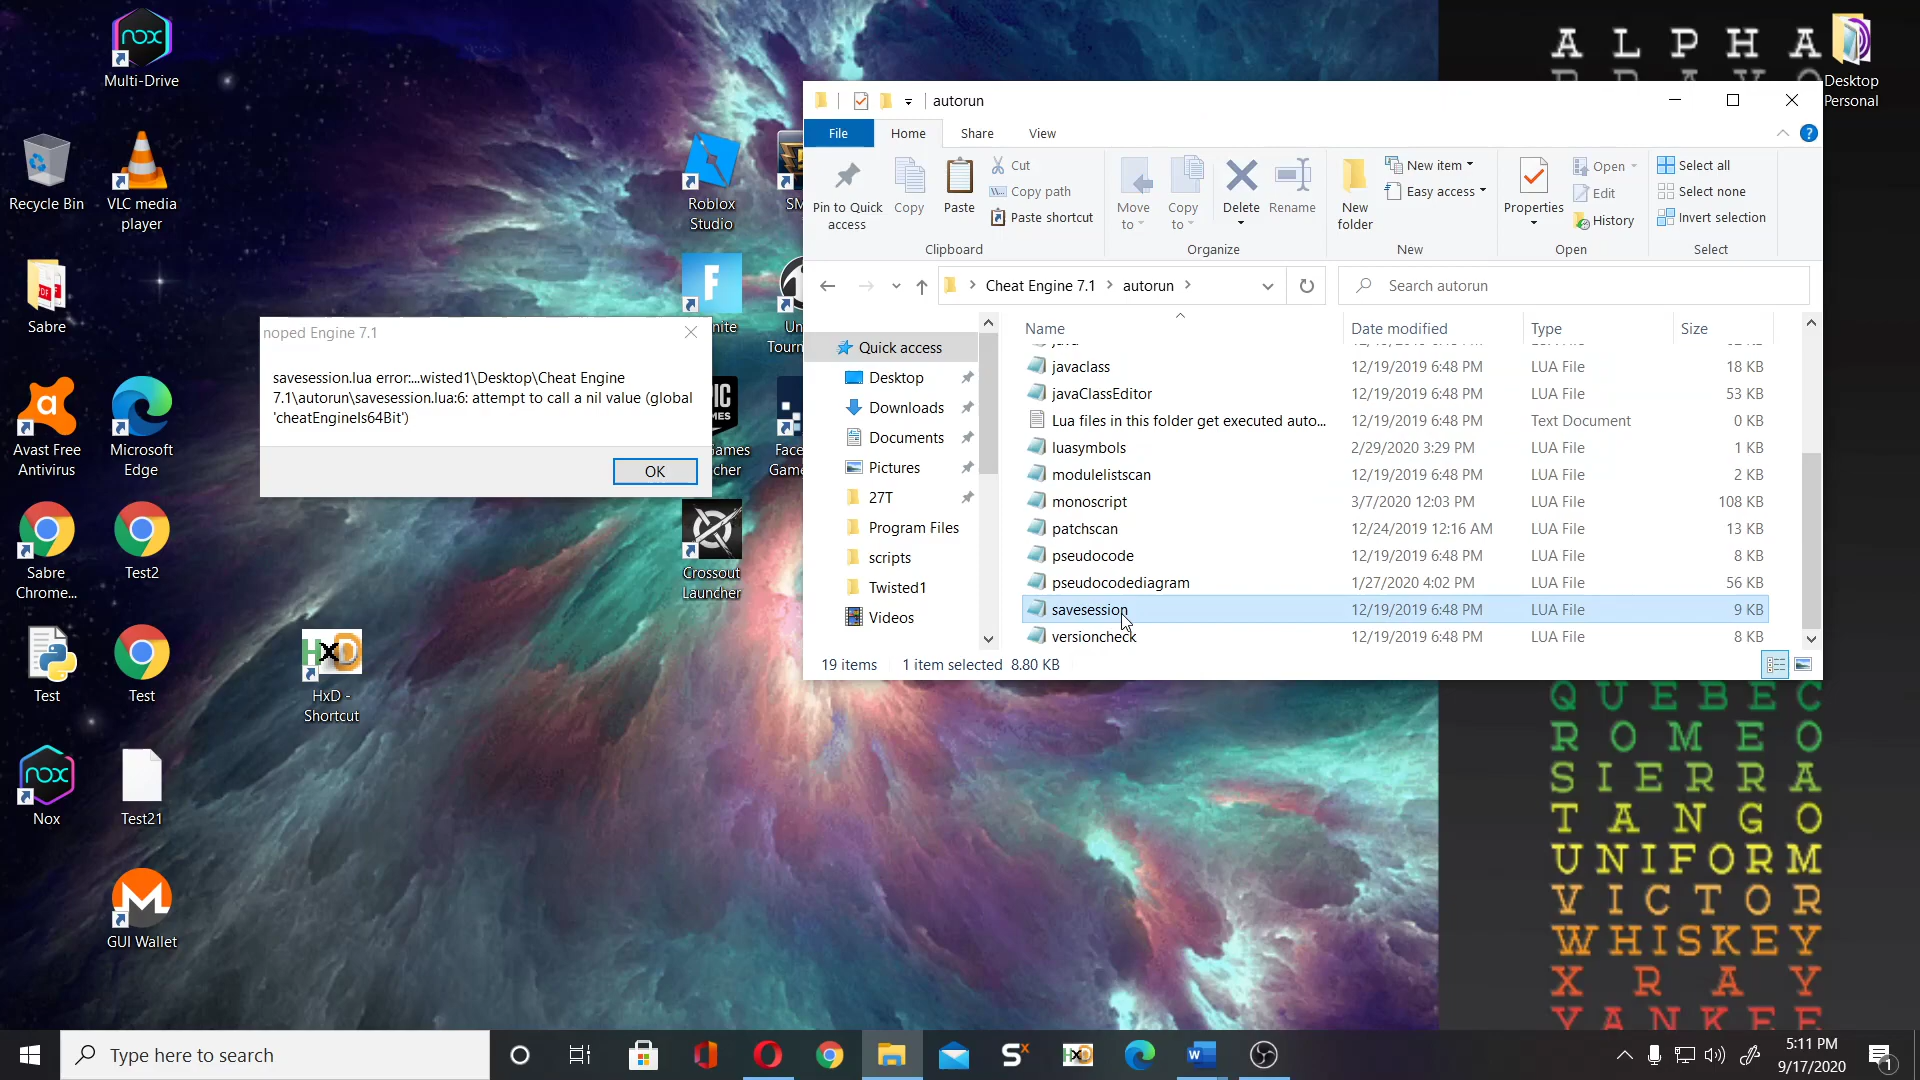 Multi-Drive
Recycle Bin
VLC media
player
Sabre
Avast Free
Antivirus
Microsoft
Edge
Sabre
Chrome...
Test2
Test
Test
Nox
Test21
GUI Wallet
HxD -
Shortcut
Roblox
Studio
Crossout
Launcher
Desktop
Personal
noped Engine 7.1
savesession.lua error:...wisted1\Desktop\Cheat Engine
7.1\autorun\savesession.lua:6: attempt to call a nil value (global
'cheatEngineIs64Bit')
OK
autorun
File
Home
Share
View
Pin to Quick
access
Copy
Paste
Cut
Copy path
Paste shortcut
Clipboard
Move
to
Copy
to
Delete
Rename
Organize
New
folder
New item
Easy access
New
Properties
Open
Edit
History
Open
Select all
Select none
Invert selection
Select
Cheat Engine 7.1 > autorun >
Search autorun
Quick access
Desktop
Downloads
Documents
Pictures
27T
Program Files
scripts
Twisted1
Videos
Name Date modified Type Size
javaclass 12/19/2019 6:48 PM LUA File 18 KB
javaClassEditor 12/19/2019 6:48 PM LUA File 53 KB
Lua files in this folder get executed auto... 12/19/2019 6:48 PM Text Document 0 KB
luasymbols 2/29/2020 3:29 PM LUA File 1 KB
modulelistscan 12/19/2019 6:48 PM LUA File 2 KB
monoscript 3/7/2020 12:03 PM LUA File 108 KB
patchscan 12/24/2019 12:16 AM LUA File 13 KB
pseudocode 12/19/2019 6:48 PM LUA File 8 KB
pseudocodediagram 1/27/2020 4:02 PM LUA File 56 KB
savesession 12/19/2019 6:48 PM LUA File 9 KB
versioncheck 12/19/2019 6:48 PM LUA File 8 KB
19 items 1 item selected 8.80 KB
ALPHA
QUEBEC
ROMEO
SIERRA
TANGO
UNIFORM
VICTOR
WHISKEY
X RAY
YANKEE
Type here to search
5:11 PM
9/17/2020
1